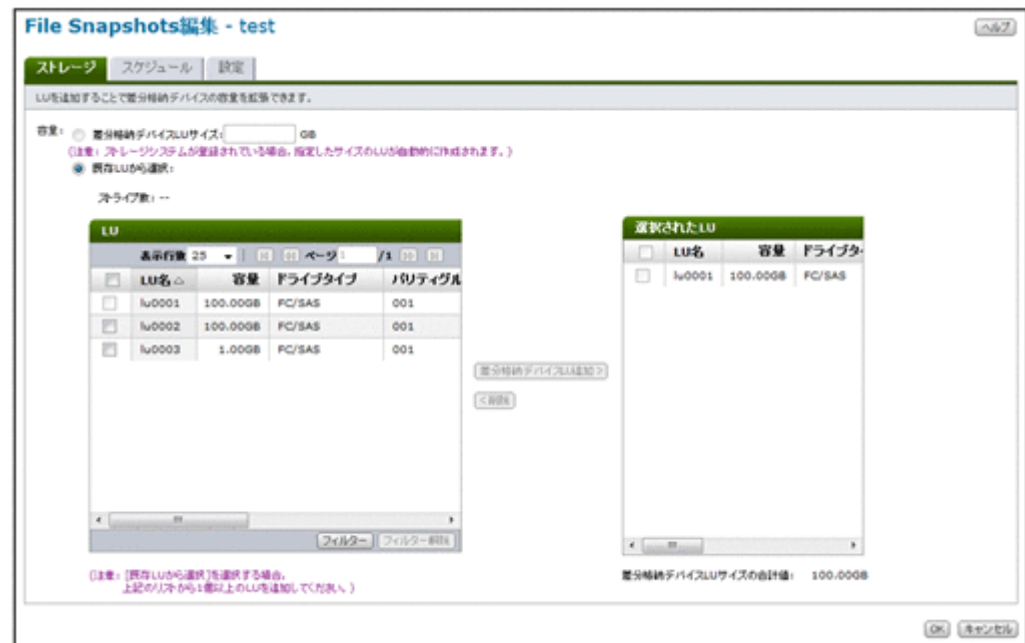 File Snapshots編集 - test
ヘルプ
ストレージ スケジュール 設定
LUを追加することで差分格納デバイスの容量を拡張できます。
容量: 差分格納デバイスLUサイズ: GB
(注意: ストレージシステムが登録されている場合、指定したサイズのLUが自動的に作成されます。)
既存LUから選択:
ストライプ数: --
LU
表示行数 25 ページ 1 /1
LU名 容量 ドライブタイプ パリティグル
lu0001 100.00GB FC/SAS 001
lu0002 100.00GB FC/SAS 001
lu0003 1.00GB FC/SAS 001
フィルター フィルター解除
(注意: [既存LUから選択]を選択する場合、
上記のリストから1個以上のLUを追加してください。)
差分格納デバイスLU追加 >
< 削除
選択されたLU
LU名 容量 ドライブタ
lu0001 100.00GB FC/SAS
差分格納デバイスLUサイズの合計値: 100.00GB
OK キャンセル